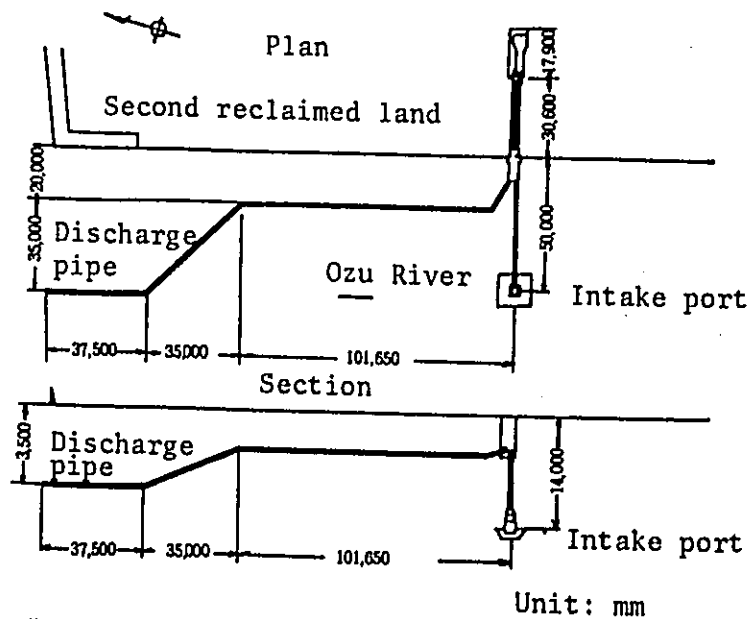 Plan
17,900
Second reclaimed land
30,600
20,000
Discharge
pipe
35,000
50,000
Ozu River
Intake port
37,500
35,000
101,650
Section
3,500
Discharge
pipe
14,000
37,500
35,000
101,650
Intake port
Unit: mm